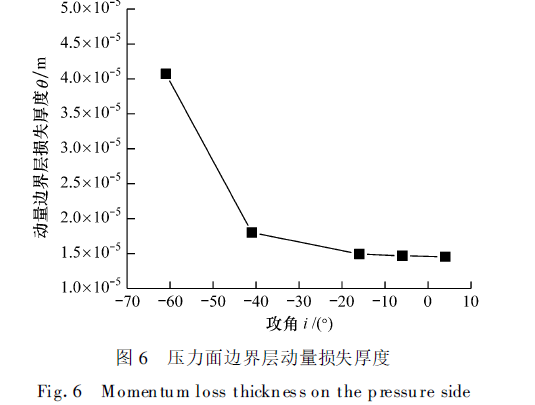 5.0×10⁻⁵
4.5×10⁻⁵
4.0×10⁻⁵
3.5×10⁻⁵
3.0×10⁻⁵
2.5×10⁻⁵
2.0×10⁻⁵
1.5×10⁻⁵
1.0×10⁻⁵
动量边界层损失厚度θ/m
-70 -60 -50 -40 -30 -20 -10 0 10
攻角 i/(°)
图 6 压力面边界层动量损失厚度
Fig. 6 Momentum loss thickness on the pressure side